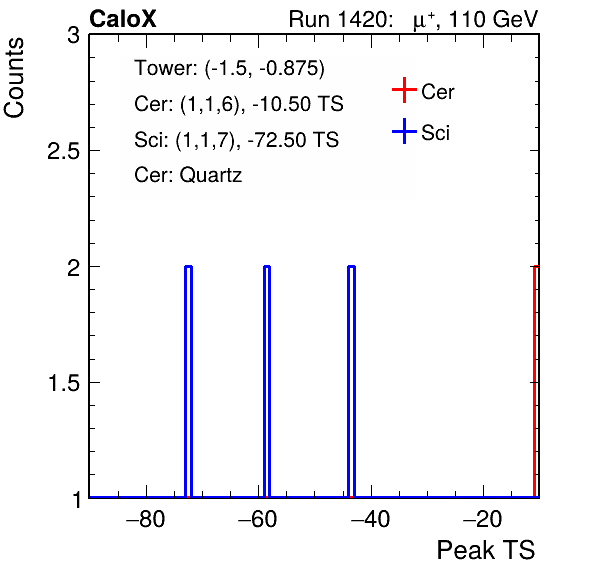 CaloX Run 1420: μ⁺, 110 GeV
Counts
3
2.5
2
1.5
1
Tower: (-1.5, -0.875)
Cer: (1,1,6), -10.50 TS
Sci: (1,1,7), -72.50 TS
Cer: Quartz
Cer
Sci
−80 −60 −40 −20
Peak TS